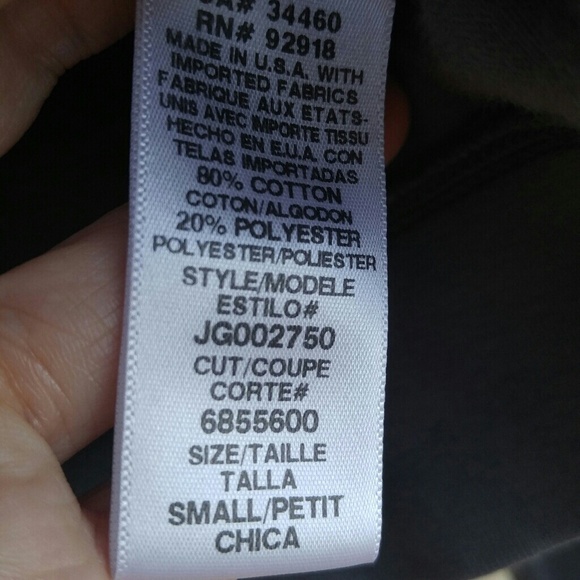 CA# 34460
RN# 92918
MADE IN U.S.A. WITH
IMPORTED FABRICS
FABRIQUE AUX ETATS-
UNIS AVEC IMPORTE TISSU
HECHO EN E.U.A. CON
TELAS IMPORTADAS
80% COTTON
COTON/ALGODON
20% POLYESTER
POLYESTER/POLIESTER
STYLE/MODELE
ESTILO#
JG002750
CUT/COUPE
CORTE#
6855600
SIZE/TAILLE
TALLA
SMALL/PETIT
CHICA